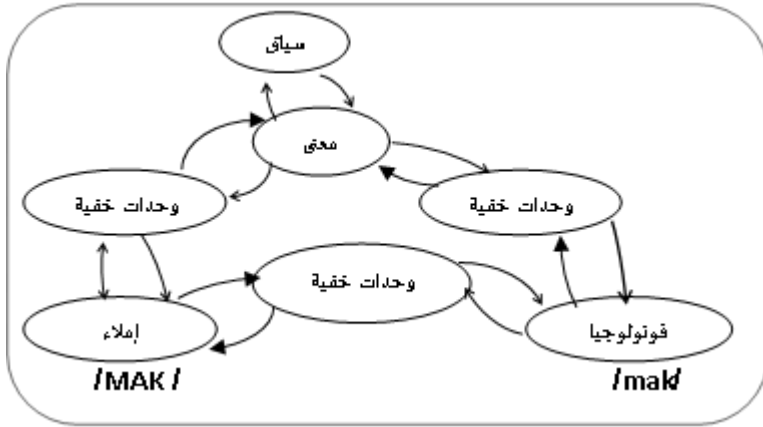 سياق
معنى
وحدات خفية
وحدات خفية
وحدات خفية
إملاء
فونولوجيا
/MAK /
/mak/